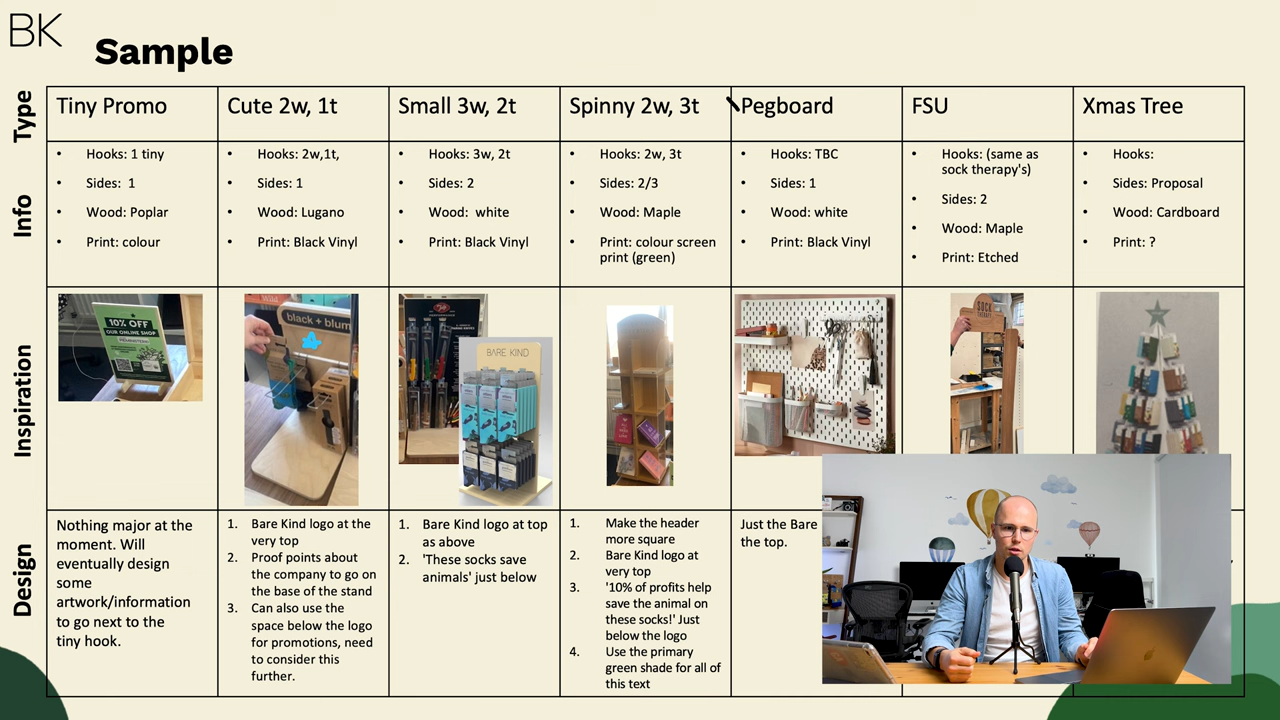 BK
Sample
Type
Tiny Promo
Cute 2w, 1t
Small 3w, 2t
Spinny 2w, 3t
Pegboard
FSU
Xmas Tree
Info
• Hooks: 1 tiny
• Sides: 1
• Wood: Poplar
• Print: colour
• Hooks: 2w,1t,
• Sides: 1
• Wood: Lugano
• Print: Black Vinyl
• Hooks: 3w, 2t
• Sides: 2
• Wood: white
• Print: Black Vinyl
• Hooks: 2w, 3t
• Sides: 2/3
• Wood: Maple
• Print: colour screen
print (green)
• Hooks: TBC
• Sides: 1
• Wood: white
• Print: Black Vinyl
• Hooks: (same as
sock therapy's)
• Sides: 2
• Wood: Maple
• Print: Etched
• Hooks:
• Sides: Proposal
• Wood: Cardboard
• Print: ?
Inspiration
10% OFF
OUR ONLINE SHOP
black + blum
BARE KIND
SOCK
THERAPY
Design
Nothing major at the
moment. Will
eventually design
some
artwork/information
to go next to the
tiny hook.
1. Bare Kind logo at the
very top
2. Proof points about
the company to go on
the base of the stand
3. Can also use the
space below the logo
for promotions, need
to consider this
further.
1. Bare Kind logo at top
as above
2. 'These socks save
animals' just below
1. Make the header
more square
2. Bare Kind logo at
very top
3. '10% of profits help
save the animal on
these socks!' Just
below the logo
4. Use the primary
green shade for all of
this text
Just the Bare
the top.